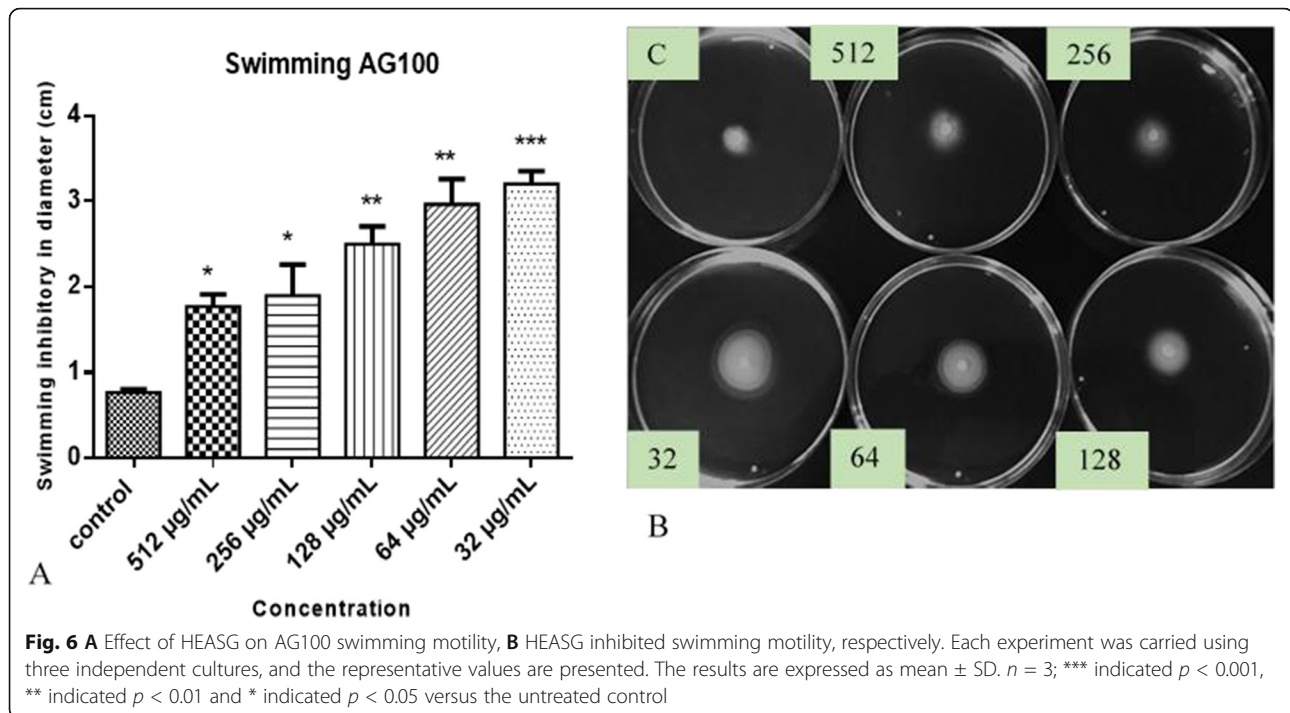 Swimming AG100
Swimming inhibitory in diameter (cm)
4
3
2
1
0
*
*
**
**
***
control
512 µg/mL
256 µg/mL
128 µg/mL
64 µg/mL
32 µg/mL
A
Concentration
C
512
256
32
64
128
B
Fig. 6 A Effect of HEASG on AG100 swimming motility, B HEASG inhibited swimming motility, respectively. Each experiment was carried using
three independent cultures, and the representative values are presented. The results are expressed as mean ± SD. n = 3; *** indicated p < 0.001,
** indicated p < 0.01 and * indicated p < 0.05 versus the untreated control